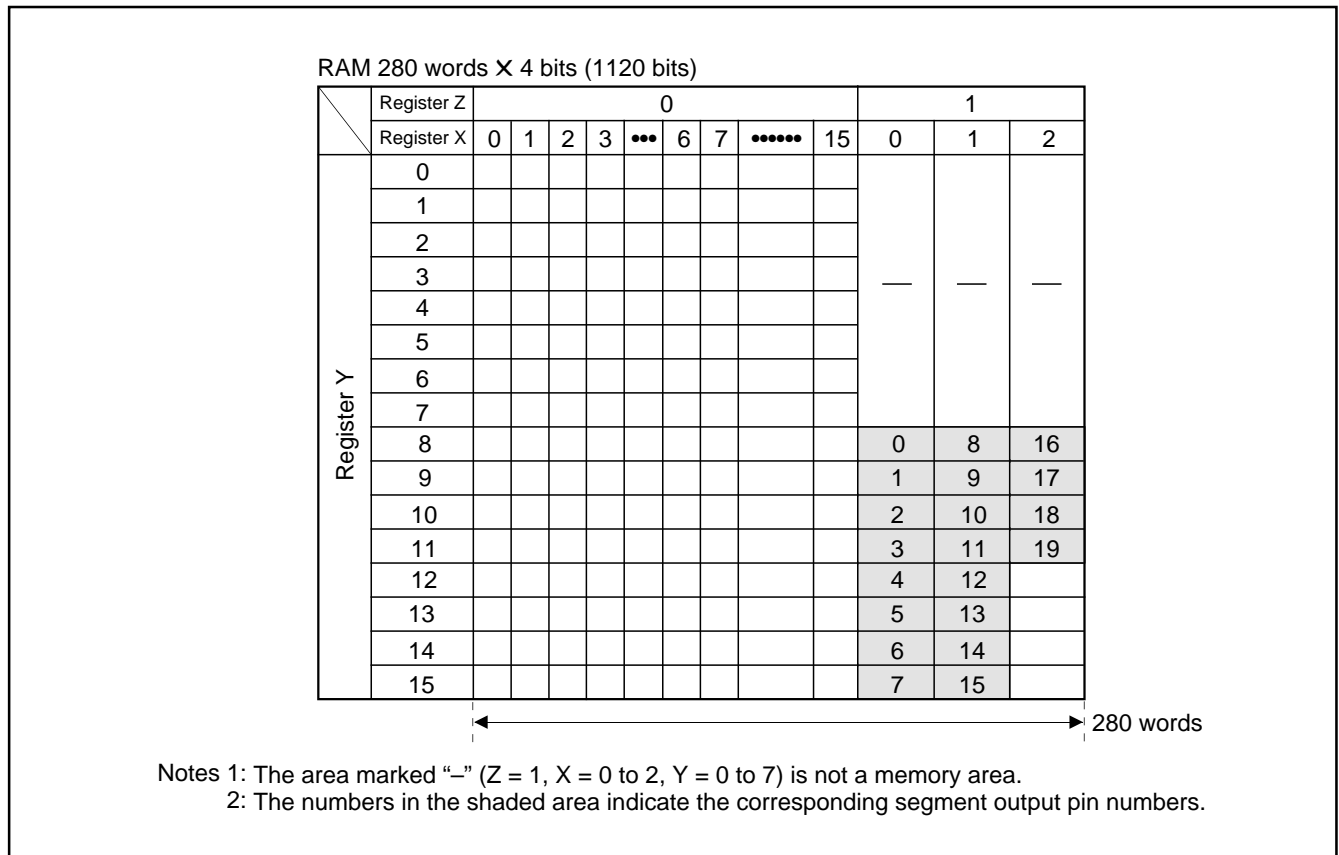 RAM 280 words × 4 bits (1120 bits)
Register Z 0 1
Register X 0 1 2 3 ••• 6 7 •••••• 15 0 1 2
Register Y
0
1
2
3 — — —
4
5
6
7
8 0 8 16
9 1 9 17
10 2 10 18
11 3 11 19
12 4 12
13 5 13
14 6 14
15 7 15
280 words
Notes 1: The area marked “–” (Z = 1, X = 0 to 2, Y = 0 to 7) is not a memory area.
2: The numbers in the shaded area indicate the corresponding segment output pin numbers.